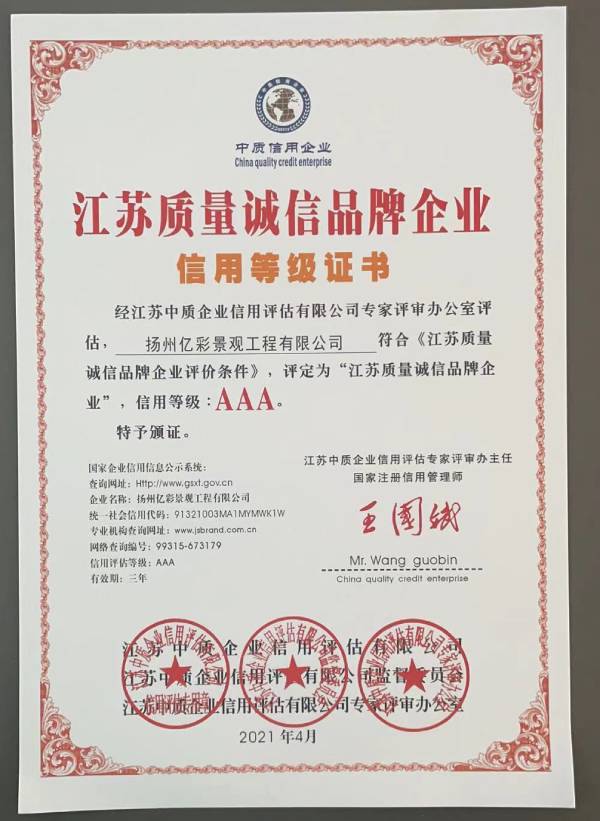 中质信用企业
China quality credit enterprise
江苏质量诚信品牌企业
信用等级证书
经江苏中质企业信用评估有限公司专家评审办公室评
估，扬州亿彩景观工程有限公司 符合《江苏质量
诚信品牌企业评价条件》，评定为“江苏质量诚信品牌企
业”，信用等级：AAA。
特予颁证。
国家企业信用信息公示系统：
查询网址：Http://www.gsxt.gov.cn
企业名称：扬州亿彩景观工程有限公司
统一社会信用代码：91321003MA1MYMWK1W
专业机构查询网址：www.jsbrand.com.cn
网络查询编号：99315-673179
信用评估等级：AAA
有效期：三年
江苏中质企业信用评估专家评审办主任
国家注册信用管理师
王国斌
Mr. Wang guobin
China quality credit enterprise
江苏中质企业信用评估有限公司
江苏中质企业信用评估有限公司监督委员会
江苏中质企业信用评估有限公司专家评审办公室
2021 年4月